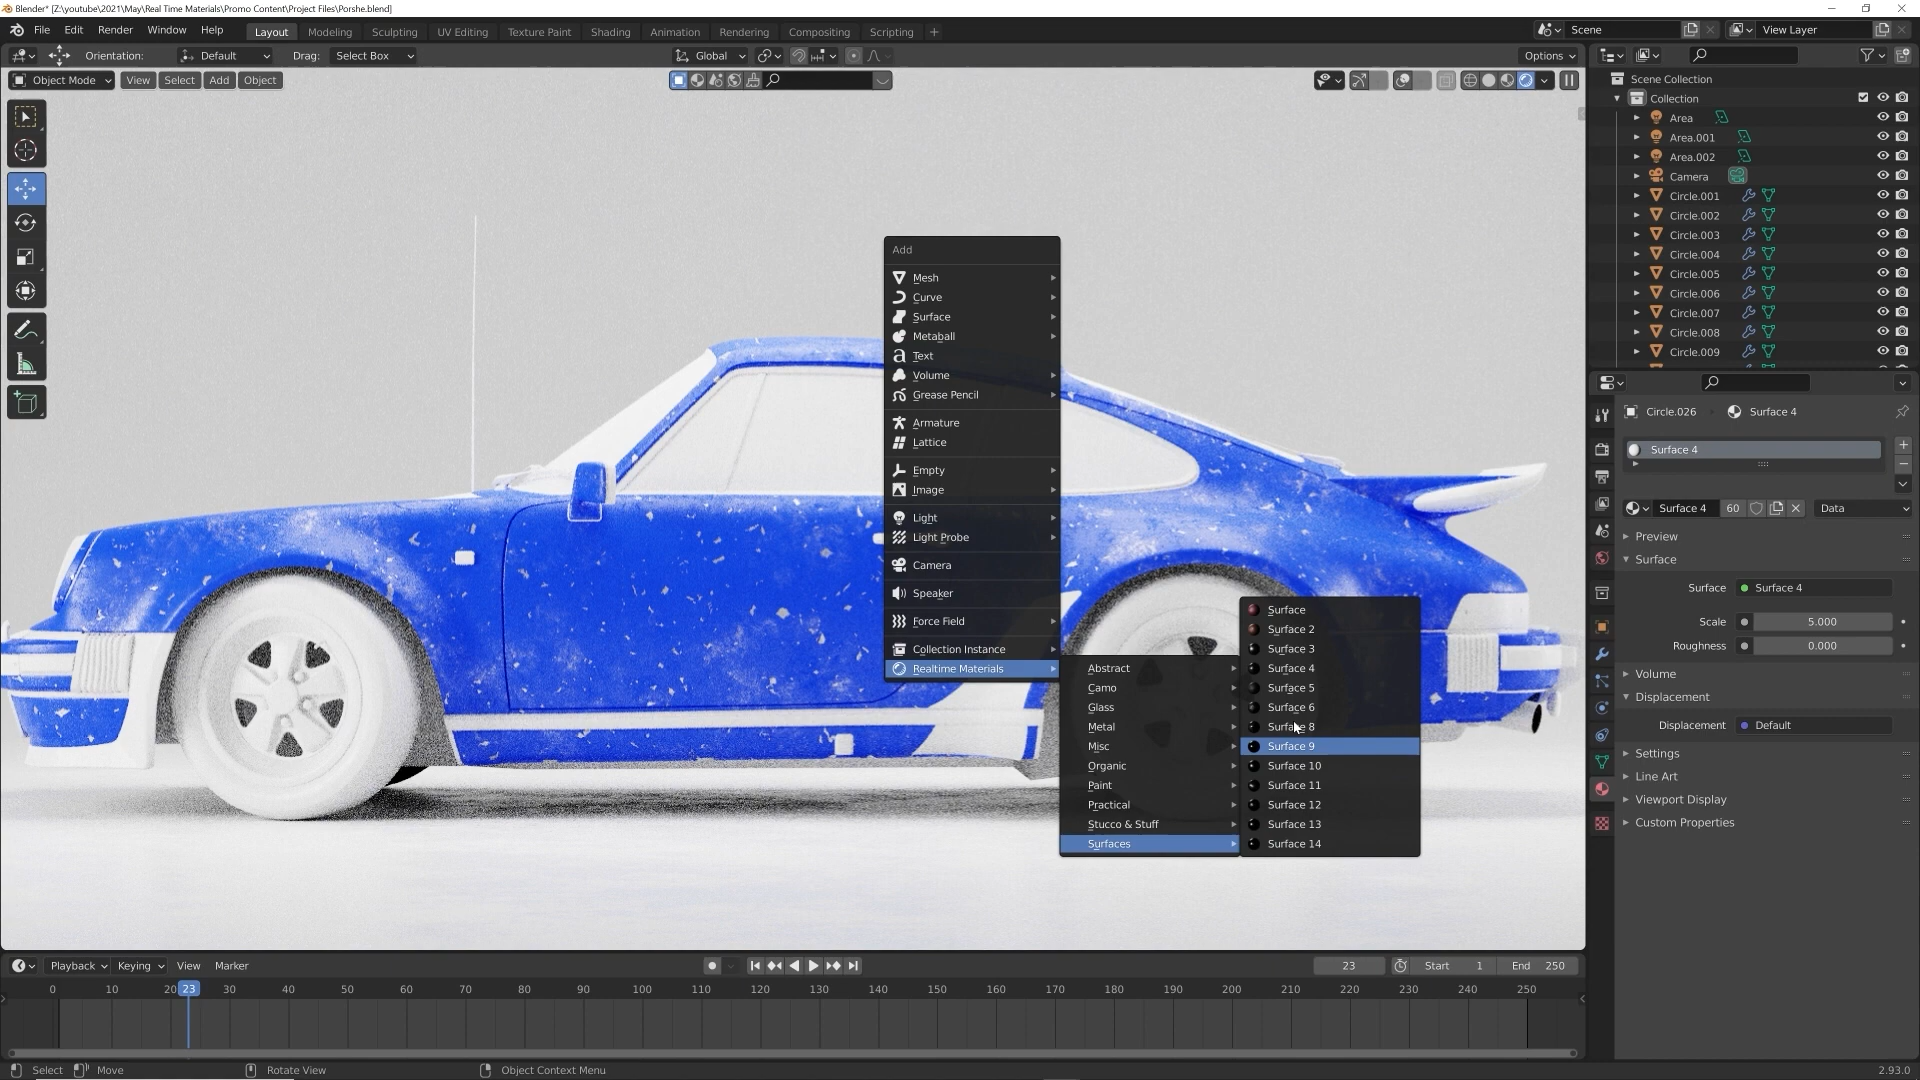 Blender* [Z:\youtube\2021\May\Real Time Materials\Promo Content\Project Files\Porshe.blend]
File Edit Render Window Help Layout Modeling Sculpting UV Editing Texture Paint Shading Animation Rendering Compositing Scripting + Scene View Layer
Orientation: Default Drag: Select Box Global Options
Object Mode View Select Add Object
Scene Collection
Collection
Area
Area.001
Area.002
Camera
Circle.001
Circle.002
Circle.003
Circle.004
Circle.005
Circle.006
Circle.007
Circle.008
Circle.009
Add
Mesh
Curve
Surface
Metaball
Text
Volume
Grease Pencil
Armature
Lattice
Empty
Image
Light
Light Probe
Camera
Speaker
Force Field
Collection Instance
Realtime Materials
Abstract
Camo
Glass
Metal
Misc
Organic
Paint
Practical
Stucco & Stuff
Surfaces
Surface
Surface 2
Surface 3
Surface 4
Surface 5
Surface 6
Surface 8
Surface 9
Surface 10
Surface 11
Surface 12
Surface 13
Surface 14
Circle.026 Surface 4
Surface 4
Surface 4 60 Data
Preview
Surface
Surface Surface 4
Scale 5.000
Roughness 0.000
Volume
Displacement
Displacement Default
Settings
Line Art
Viewport Display
Custom Properties
Playback Keying View Marker 23 Start 1 End 250
0 10 20 23 30 40 50 60 70 80 90 100 110 120 130 140 150 160 170 180 190 200 210 220 230 240 250
Select Move Rotate View Object Context Menu 2.93.0